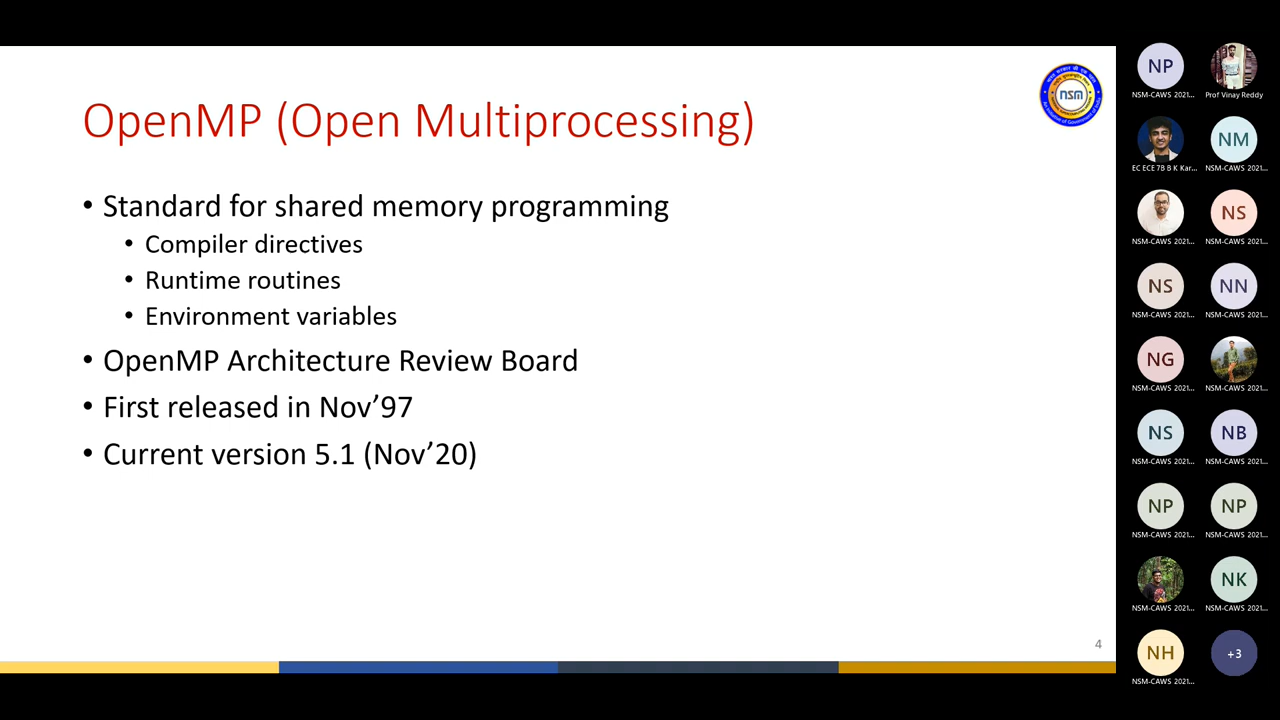 OpenMP (Open Multiprocessing)
nsm
• Standard for shared memory programming
• Compiler directives
• Runtime routines
• Environment variables
• OpenMP Architecture Review Board
• First released in Nov’97
• Current version 5.1 (Nov’20)
4
NP
NSM-CAWS 2021...
Prof Vinay Reddy
EC ECE 7B B K Kar...
NM
NSM-CAWS 2021...
NSM-CAWS 2021...
NS
NSM-CAWS 2021...
NS
NSM-CAWS 2021...
NN
NSM-CAWS 2021...
NG
NSM-CAWS 2021...
NSM-CAWS 2021...
NS
NSM-CAWS 2021...
NB
NSM-CAWS 2021...
NP
NSM-CAWS 2021...
NP
NSM-CAWS 2021...
NSM-CAWS 2021...
NK
NSM-CAWS 2021...
NH
NSM-CAWS 2021...
+3